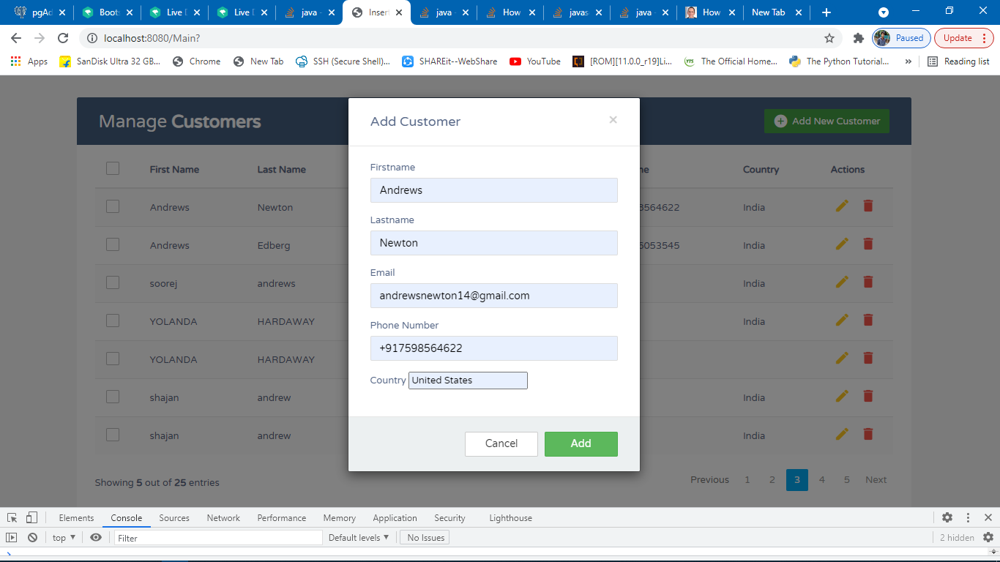 pgAd
Boots
Live D
Live D
java -
Insert
java -
How
javas
java -
How
New Tab
localhost:8080/Main?
Paused
Update
Apps
SanDisk Ultra 32 GB...
Chrome
New Tab
SSH (Secure Shell)...
SHAREit--WebShare
YouTube
[ROM][11.0.0_r19]Li...
The Official Home...
The Python Tutorial...
»
Reading list
Manage Customers
Add New Customer
First Name
Last Name
ne
Country
Actions
Andrews
Newton
3564622
India
Andrews
Edberg
6053545
India
soorej
andrews
India
YOLANDA
HARDAWAY
India
YOLANDA
HARDAWAY
shajan
andrew
India
shajan
andrew
India
Showing 5 out of 25 entries
Previous 1 2 3 4 5 Next
Add Customer ×
Firstname
Andrews
Lastname
Newton
Email
andrewsnewton14@gmail.com
Phone Number
+917598564622
Country United States
Cancel
Add
Elements Console Sources Network Performance Memory Application Security Lighthouse
top ▼
Filter
Default levels ▼
No Issues
2 hidden